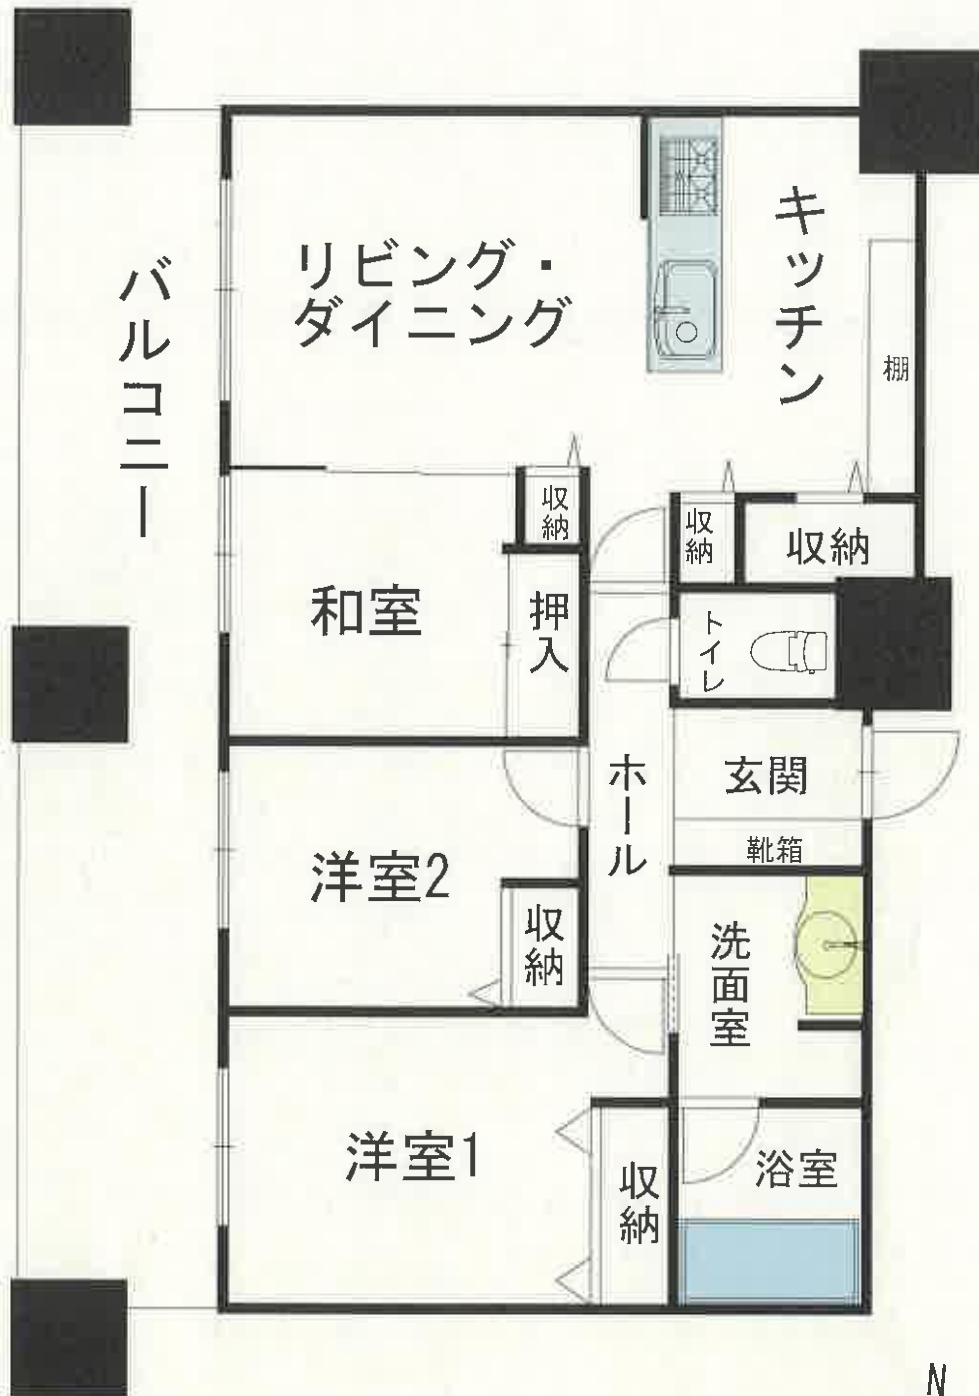 バルコニー
リビング・
ダイニング
キッチン
棚
収納
収納
収納
和室
押入
トイレ
ホール
玄関
靴箱
洋室2
収納
洗面室
洋室1
収納
浴室
N